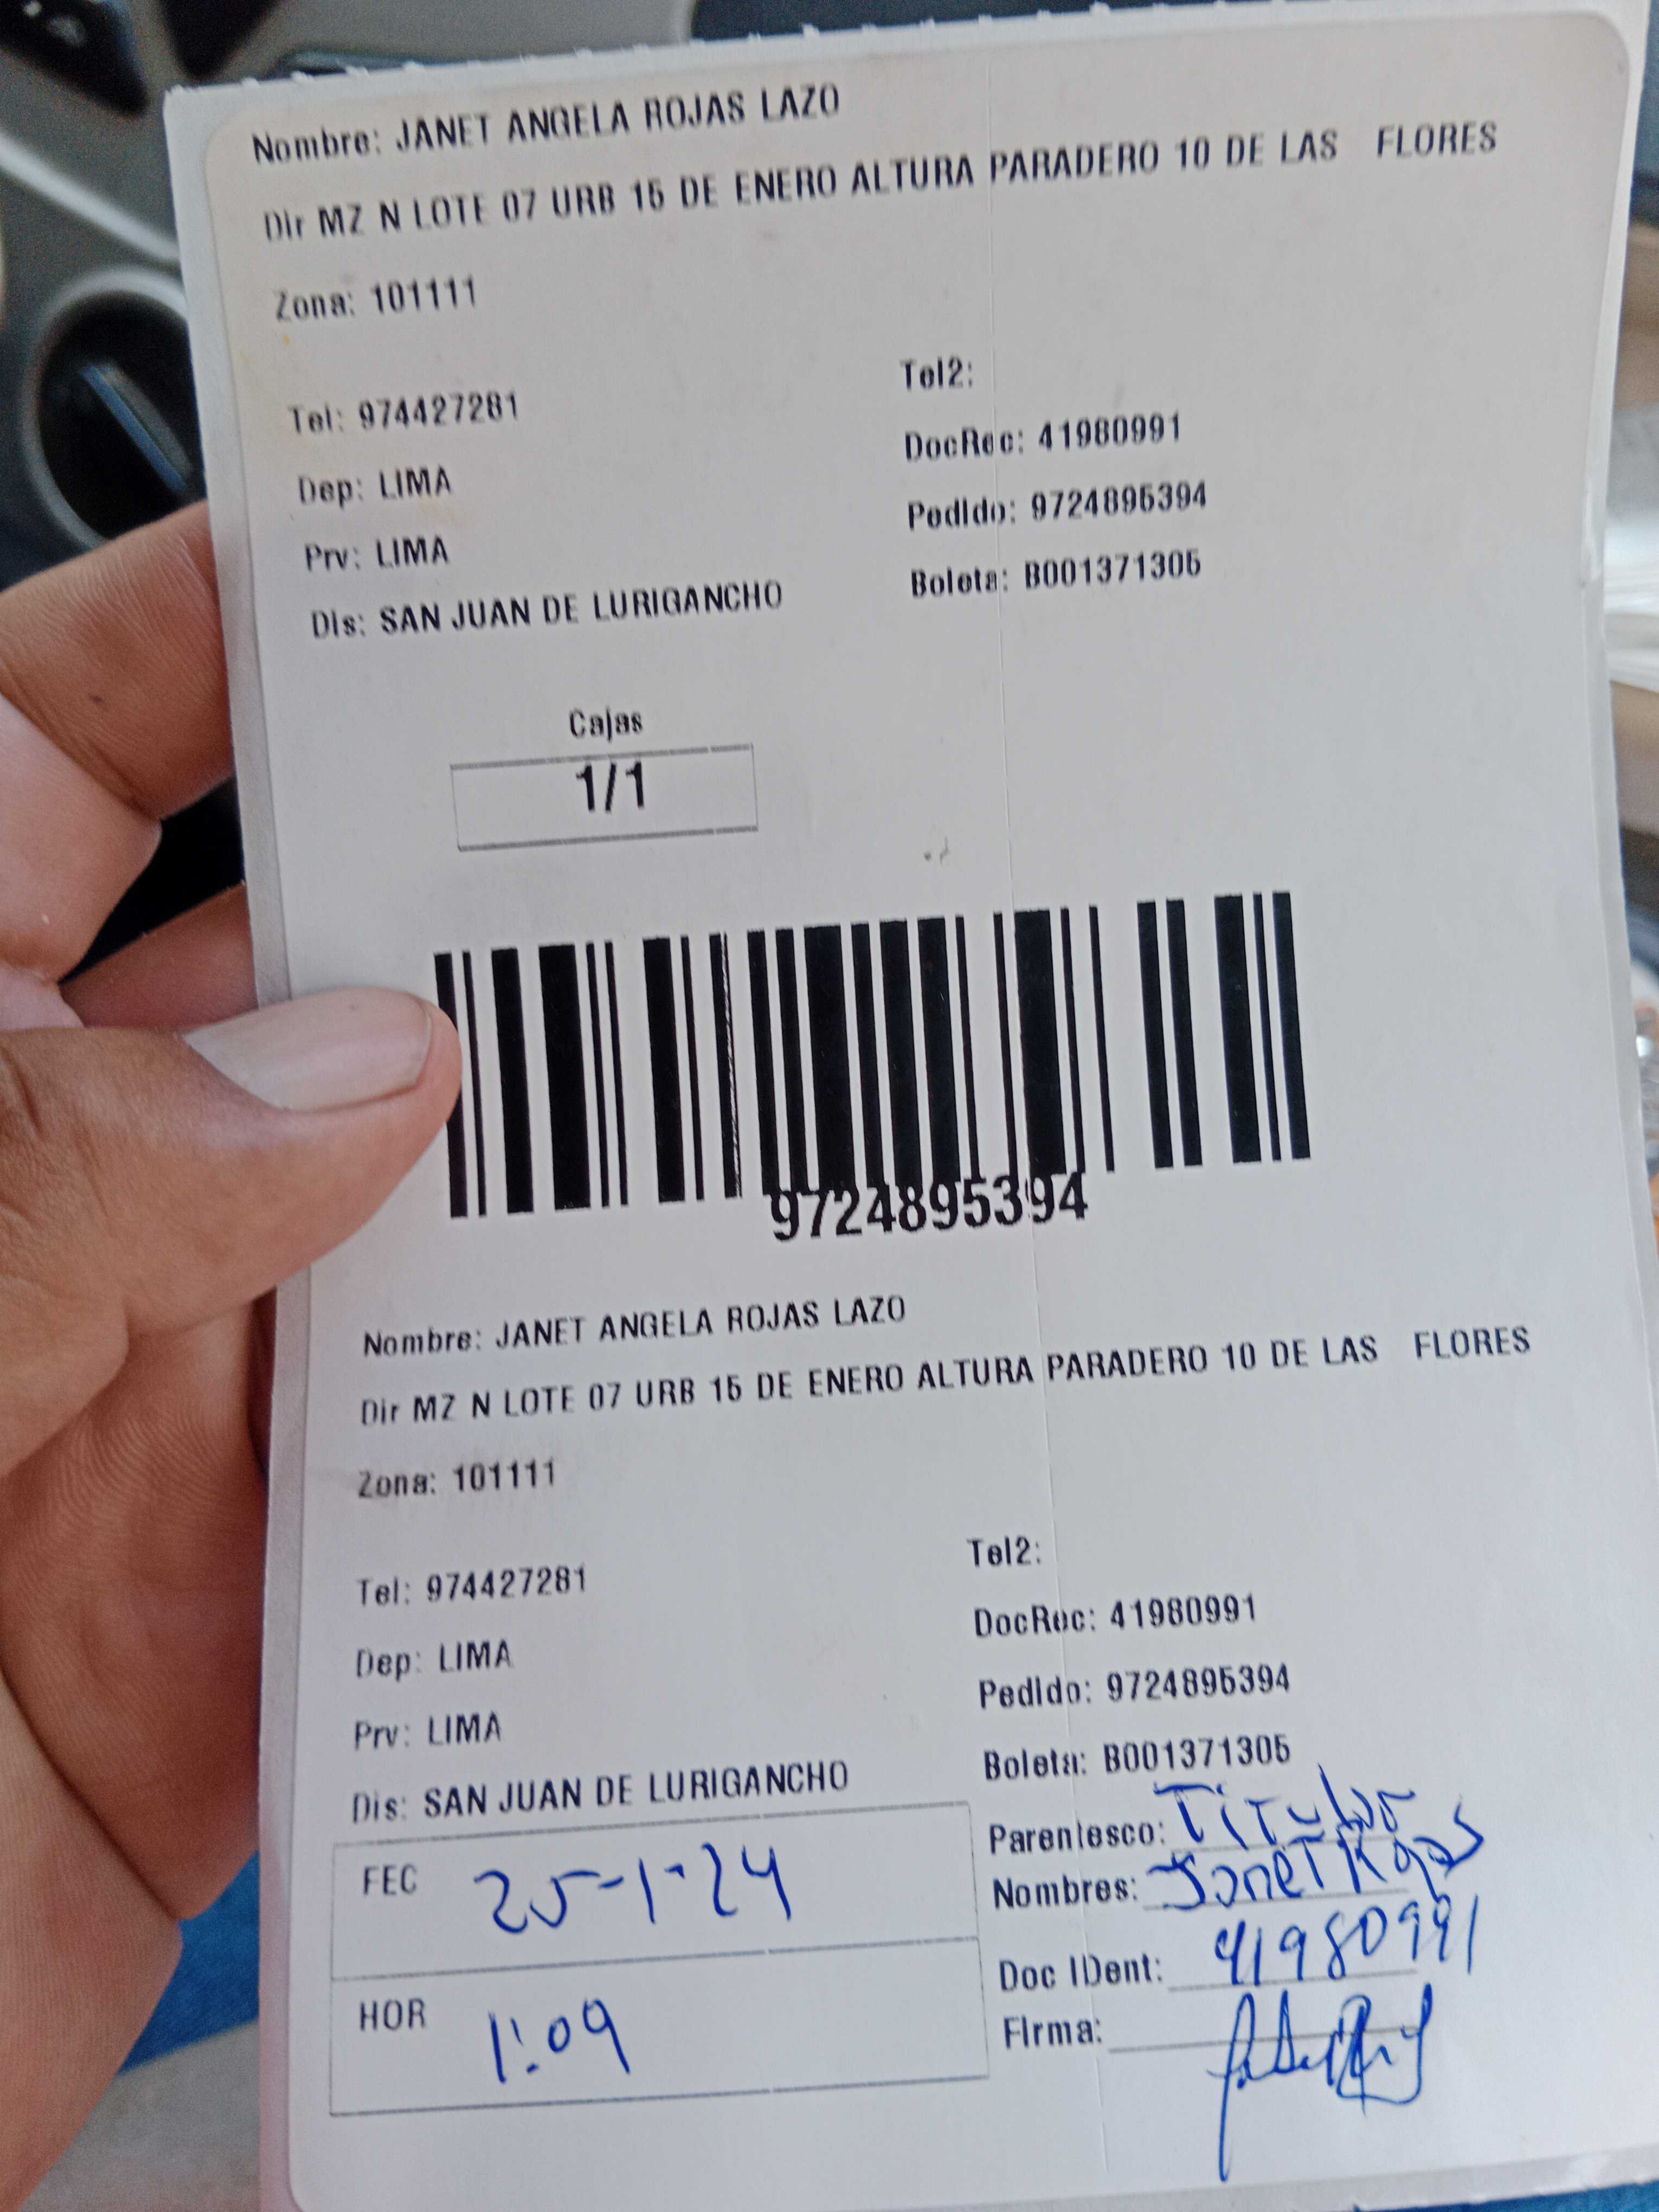 Nombre: JANET ANGELA ROJAS LAZO
Dir MZ N LOTE 07 URB 15 DE ENERO ALTURA PARADERO 10 DE LAS FLORES
Zona: 101111
Tel: 974427281
Tel2:
Dep: LIMA
DocRec: 41980991
Prv: LIMA
Pedido: 9724895394
Dis: SAN JUAN DE LURIGANCHO
Boleta: B001371305
Cajas
1/1
9724895394
Nombre: JANET ANGELA ROJAS LAZO
Dir MZ N LOTE 07 URB 15 DE ENERO ALTURA PARADERO 10 DE LAS FLORES
Zona: 101111
Tel: 974427281
Tel2:
Dep: LIMA
DocRec: 41980991
Prv: LIMA
Pedido: 9724895394
Dis: SAN JUAN DE LURIGANCHO
Boleta: B001371305
FEC 25-1-24
Parentesco: Titular
Nombres: Janet Rojas
HOR 1:09
Doc IDent: 41980991
Firma: